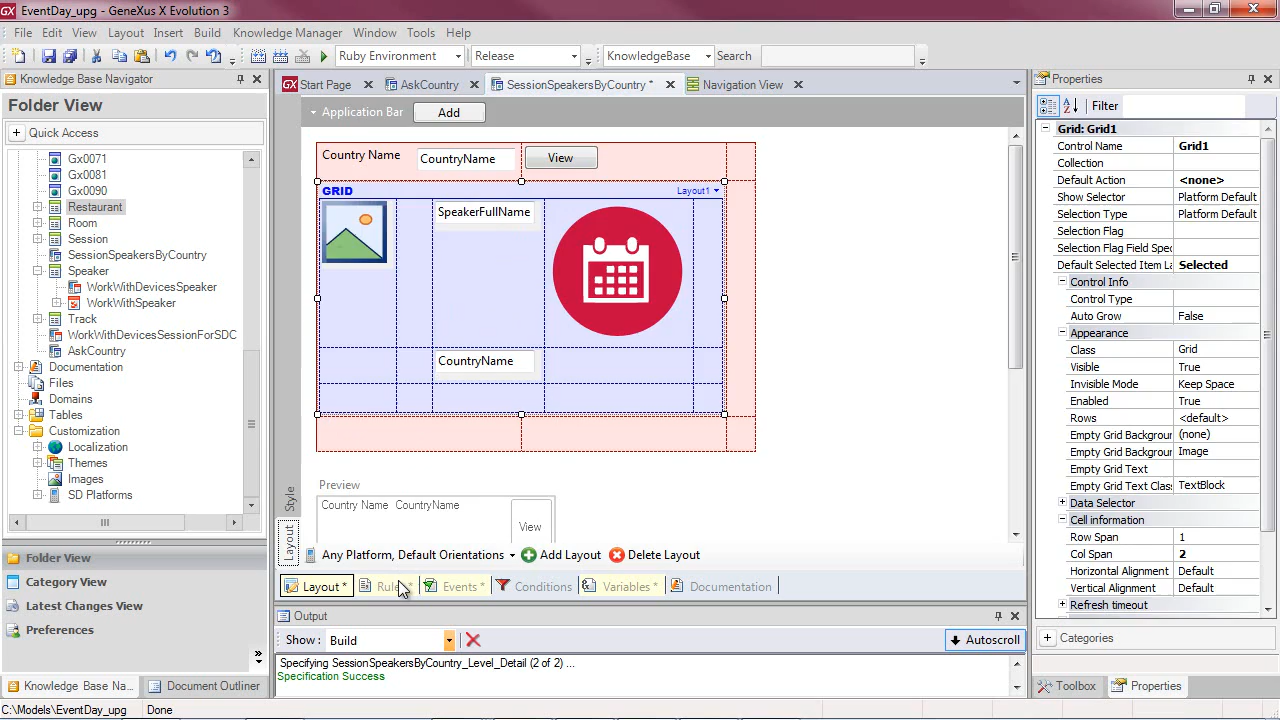 EventDay_upg - GeneXus X Evolution 3
File Edit View Layout Insert Build Knowledge Manager Window Tools Help
Ruby Environment Release KnowledgeBase Search
Knowledge Base Navigator
Folder View
Quick Access
Gx0071
Gx0081
Gx0090
Restaurant
Room
Session
SessionSpeakersByCountry
Speaker
WorkWithDevicesSpeaker
WorkWithSpeaker
Track
WorkWithDevicesSessionForSDC
AskCountry
Documentation
Files
Domains
Tables
Customization
Localization
Themes
Images
SD Platforms
Folder View
Category View
Latest Changes View
Preferences
Knowledge Base Na...
Document Outliner
Start Page
AskCountry
SessionSpeakersByCountry *
Navigation View
Application Bar
Add
Country Name
CountryName
View
GRID
Layout1
SpeakerFullName
CountryName
Preview
Country Name CountryName
View
Style
Layout
Any Platform, Default Orientations
Add Layout
Delete Layout
Layout *
Events *
Conditions
Variables *
Documentation
Output
Show :
Build
Autoscroll
Specifying SessionSpeakersByCountry_Level_Detail (2 of 2) ...
Specification Success
Properties
Filter
Grid: Grid1
Control Name Grid1
Collection
Default Action <none>
Show Selector Platform Default
Selection Type Platform Default
Selection Flag
Selection Flag Field Spec
Default Selected Item La Selected
Control Info
Control Type
Auto Grow False
Appearance
Class Grid
Visible True
Invisible Mode Keep Space
Enabled True
Rows <default>
Empty Grid Backgrour (none)
Empty Grid Backgrour Image
Empty Grid Text
Empty Grid Text Class TextBlock
Data Selector
Cell information
Row Span 1
Col Span 2
Horizontal Alignment Default
Vertical Alignment Default
Refresh timeout
Categories
Toolbox
Properties
C:\Models\EventDay_upg Done